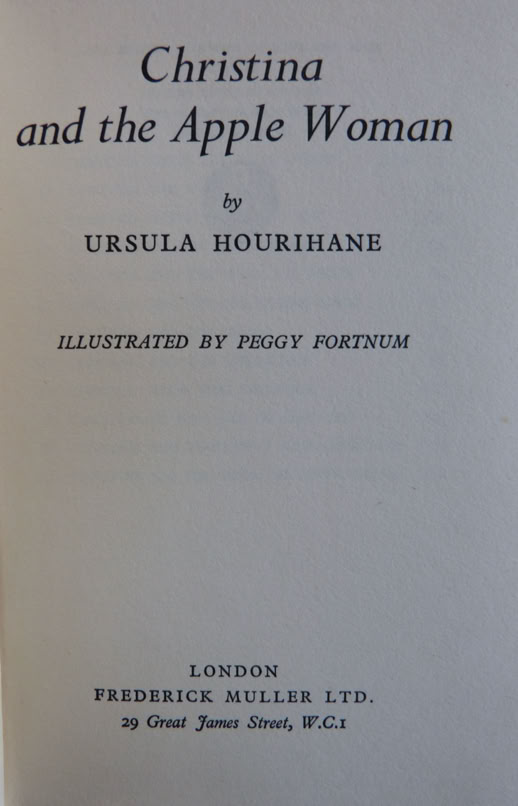 Christina
and the Apple Woman
by
URSULA HOURIHANE
ILLUSTRATED BY PEGGY FORTNUM
LONDON
FREDERICK MULLER LTD.
29 Great James Street, W.C.1